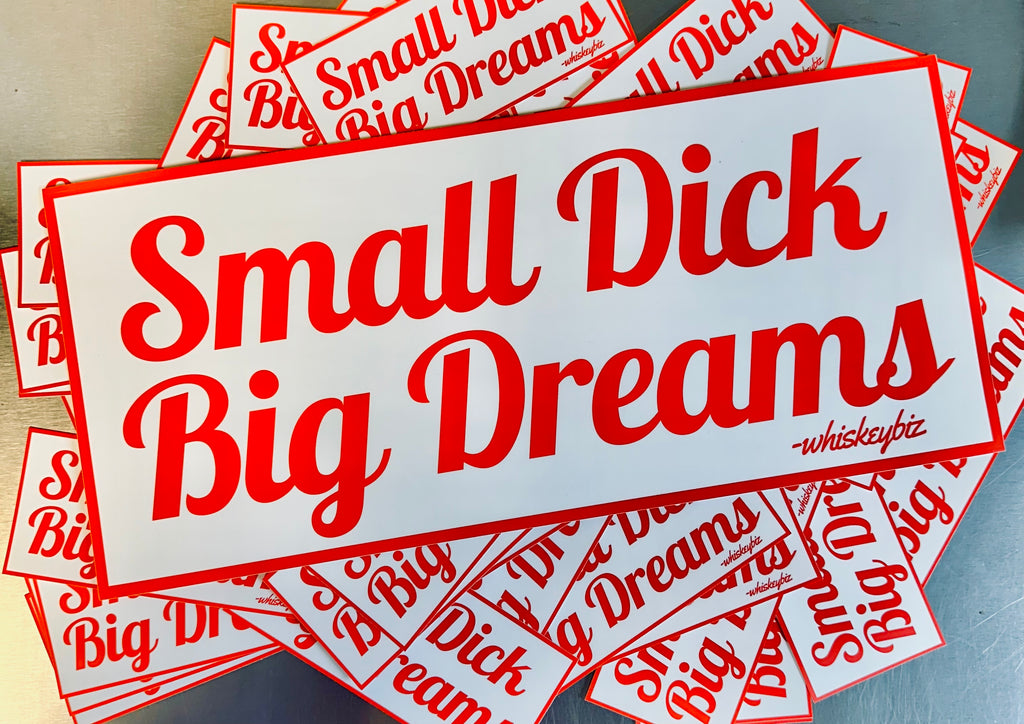 Small Dick
Big Dreams
-whiskeybiz